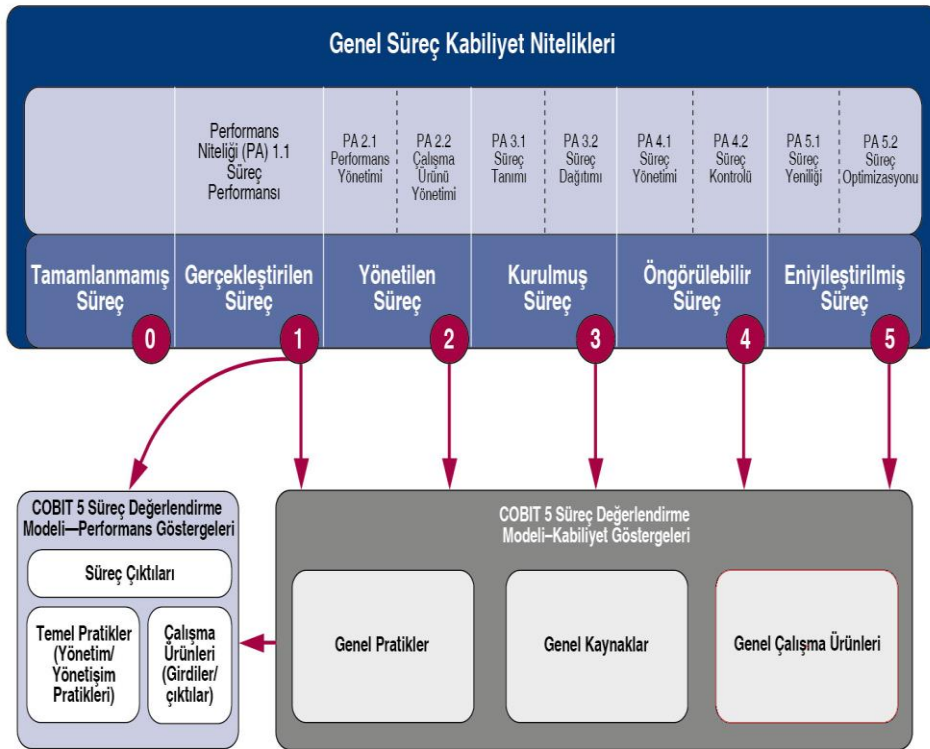 Genel Süreç Kabiliyet Nitelikleri
Performans
Niteliği (PA) 1.1
Süreç
Performansı
PA 2.1
Performans
Yönetimi
PA 2.2
Çalışma
Ürünü
Yönetimi
PA 3.1
Süreç
Tanımı
PA 3.2
Süreç
Dağıtımı
PA 4.1
Süreç
Yönetimi
PA 4.2
Süreç
Kontrolü
PA 5.1
Süreç
Yeniliği
PA 5.2
Süreç
Optimizasyonu
Tamamlanmamış
Süreç
0
Gerçekleştirilen
Süreç
1
Yönetilen
Süreç
2
Kurulmuş
Süreç
3
Öngörülebilir
Süreç
4
Eniyileştirilmiş
Süreç
5
COBIT 5 Süreç Değerlendirme
Modeli—Performans Göstergeleri
Süreç Çıktıları
Temel Pratikler
(Yönetim/
Yönetişim
Pratikleri)
Çalışma
Ürünleri
(Girdiler/
çıktılar)
COBIT 5 Süreç Değerlendirme
Modeli–Kabiliyet Göstergeleri
Genel Pratikler
Genel Kaynaklar
Genel Çalışma Ürünleri